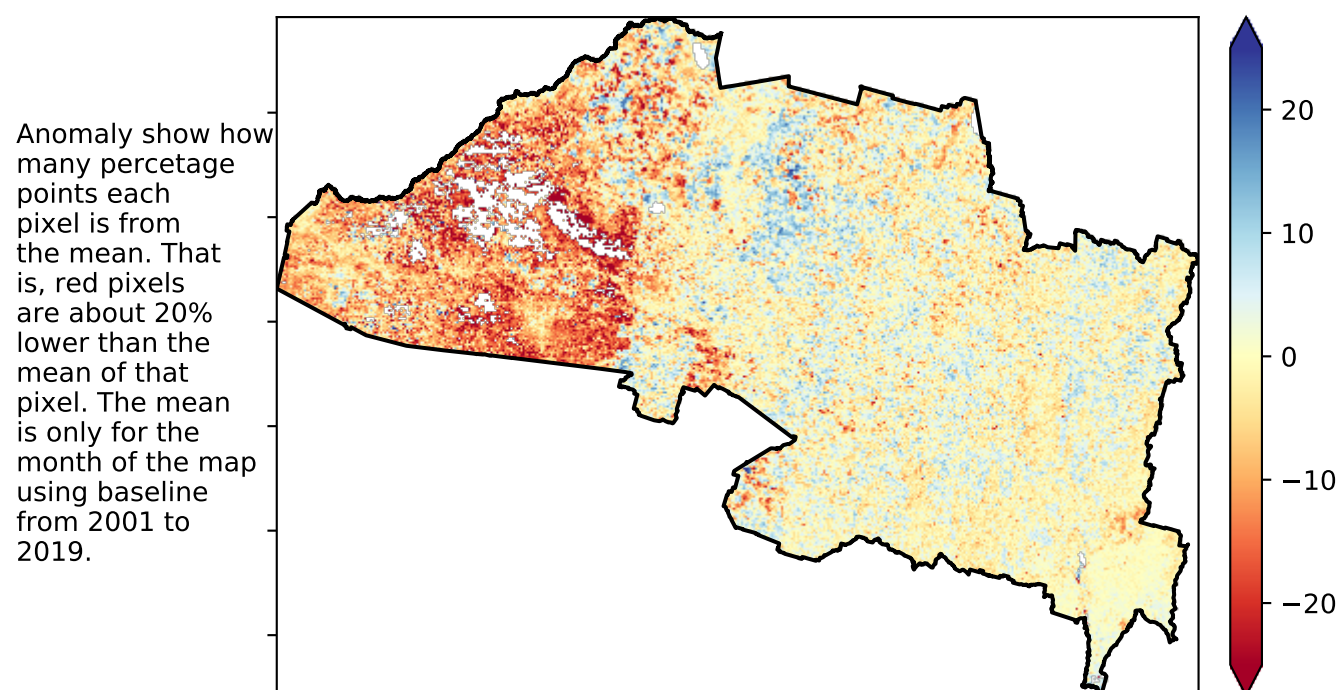 Anomaly show how
many percetage
points each
pixel is from
the mean. That
is, red pixels
are about 20%
lower than the
mean of that
pixel. The mean
is only for the
month of the map
using baseline
from 2001 to
2019.
20
10
0
−10
−20